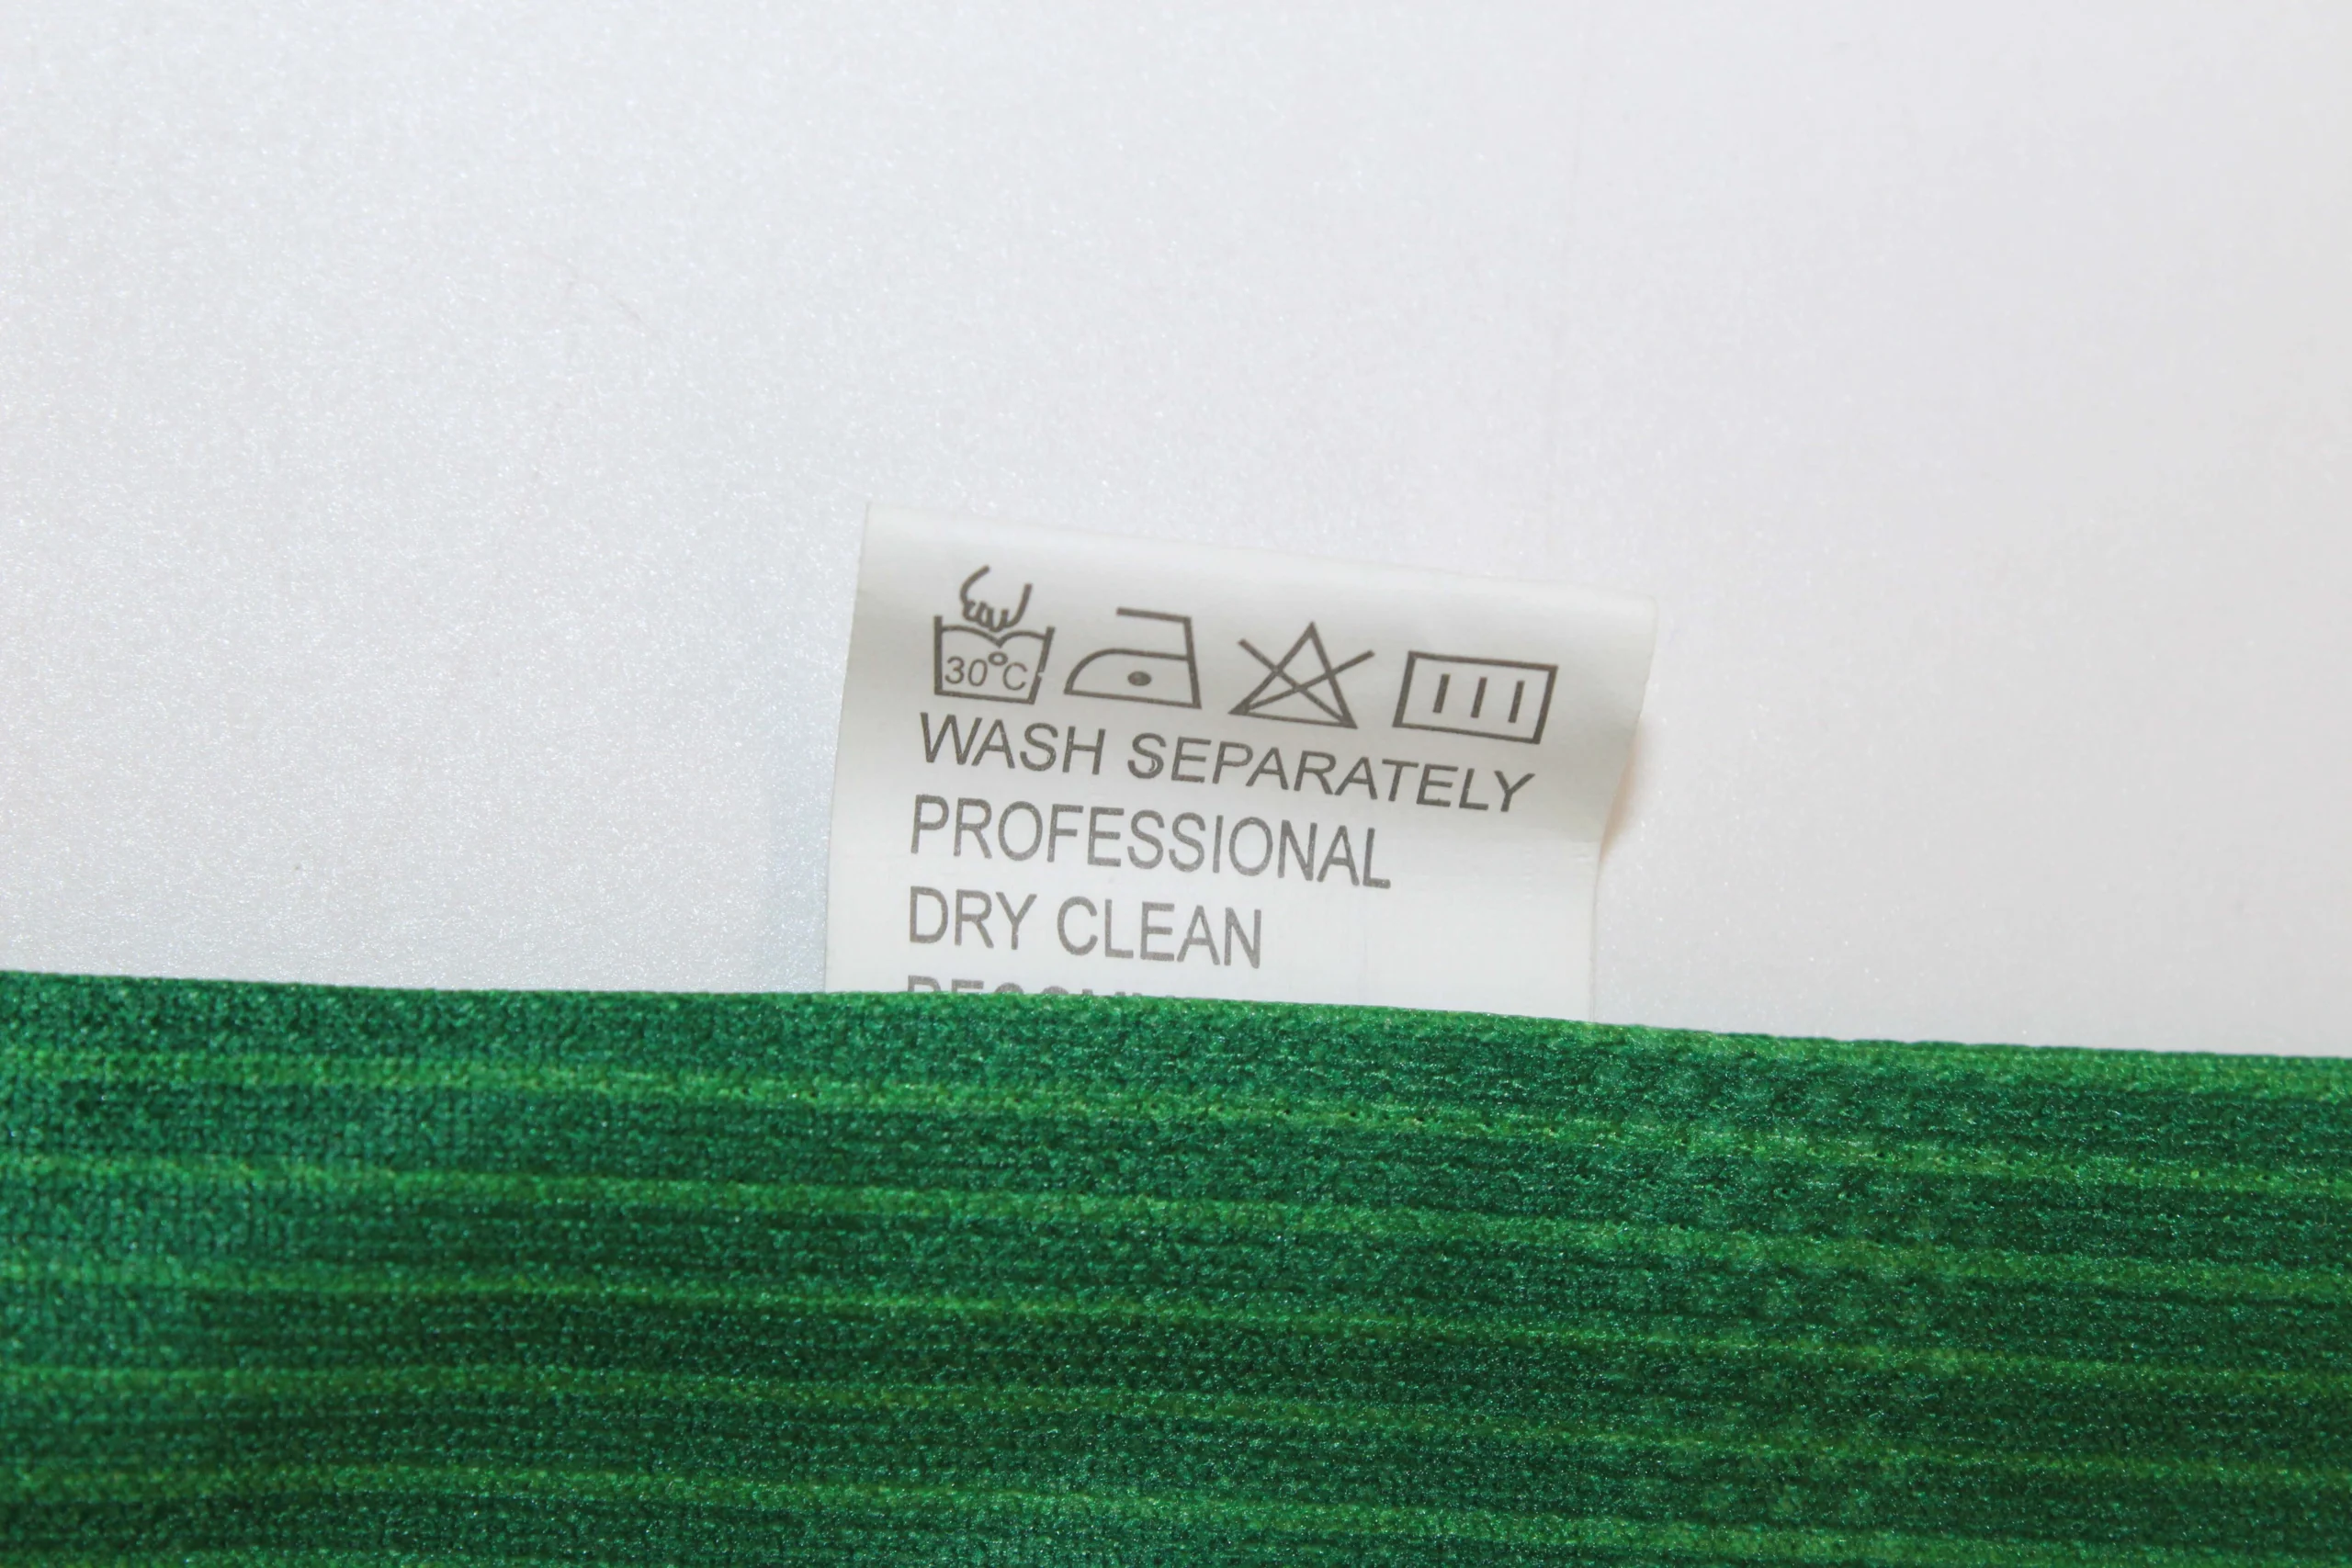 30°C
WASH SEPARATELY
PROFESSIONAL
DRY CLEAN